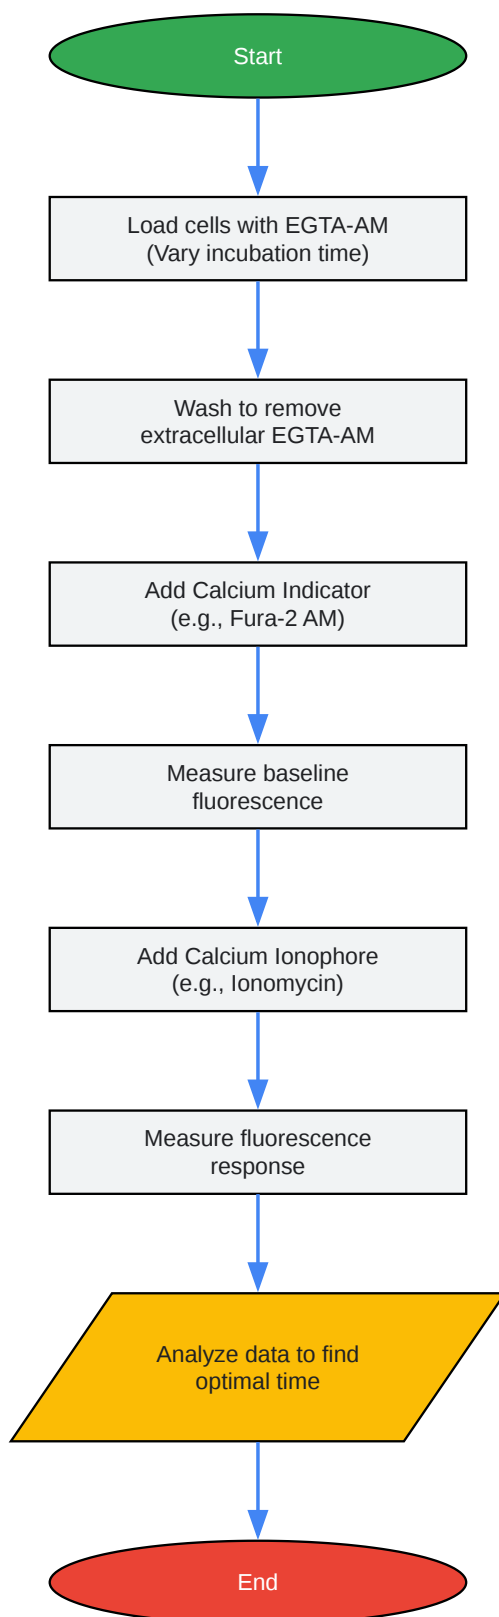 Start
Load cells with EGTA-AM
(Vary incubation time)
Wash to remove
extracellular EGTA-AM
Add Calcium Indicator
(e.g., Fura-2 AM)
Measure baseline
fluorescence
Add Calcium Ionophore
(e.g., Ionomycin)
Measure fluorescence
response
Analyze data to find
optimal time
End